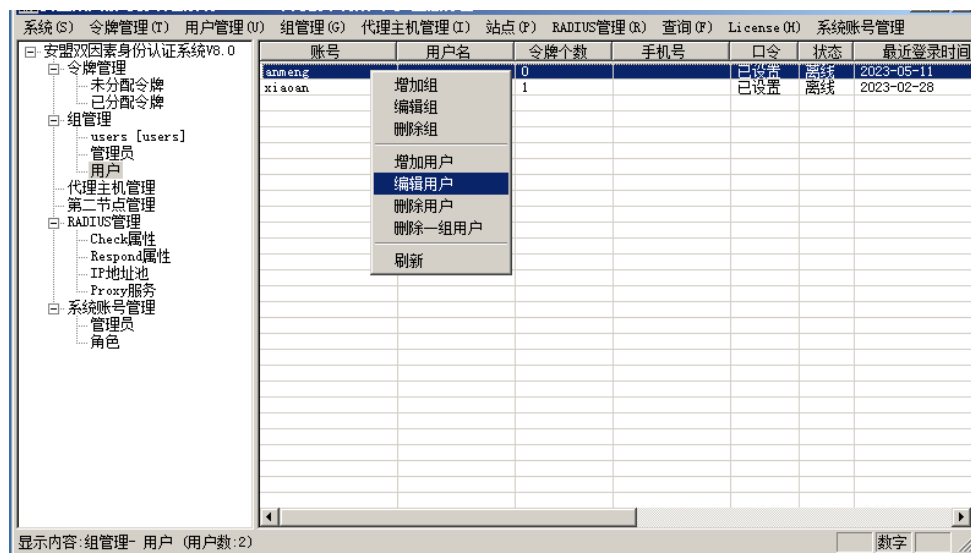 系统(S) 令牌管理(T) 用户管理(U) 组管理(G) 代理主机管理(I) 站点(P) RADIUS管理(R) 查询(F) License(H) 系统账号管理
安盟双因素身份认证系统V8.0
令牌管理
未分配令牌
已分配令牌
组管理
users [users]
管理员
用户
代理主机管理
第二节点管理
RADIUS管理
Check属性
Respond属性
IP地址池
Proxy服务
系统账号管理
管理员
角色
账号 用户名 令牌个数 手机号 口令 状态 最近登录时间
anmeng 0 已设置 离线 2023-05-11
xiaoan 1 已设置 离线 2023-02-28
增加组
编辑组
删除组
增加用户
编辑用户
删除用户
删除一组用户
刷新
显示内容:组管理- 用户 (用户数:2) 数字